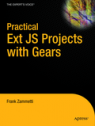 THE EXPERT'S VOICE®
Practical
Ext JS Projects
with Gears
Frank Zammetti
Apress®